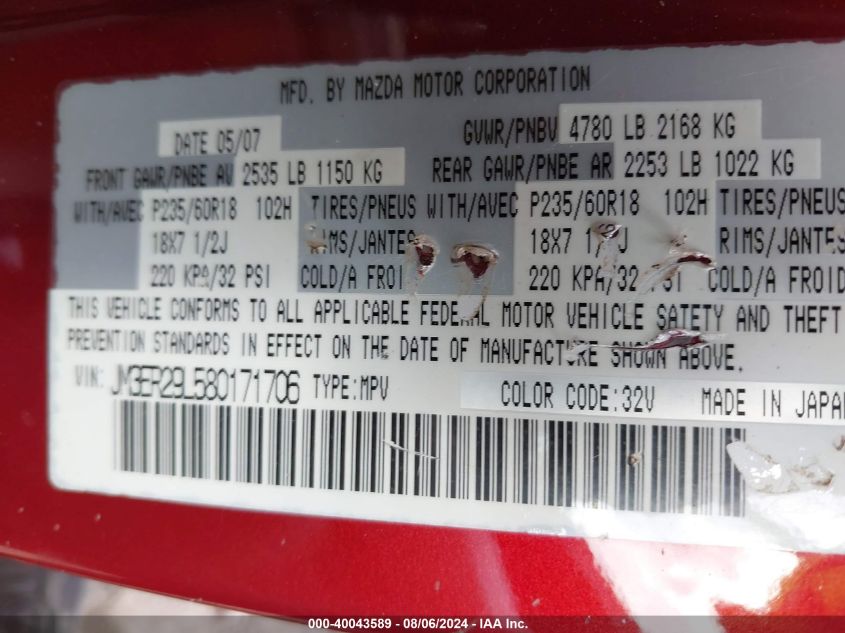 MFD. BY MAZDA MOTOR CORPORATION
DATE 05/07 GVWR/PNBV 4780 LB 2168 KG
FRONT GAWR/PNBE AV 2535 LB 1150 KG REAR GAWR/PNBE AR 2253 LB 1022 KG
WITH/AVEC P235/60R18 102H TIRES/PNEUS WITH/AVEC P235/60R18 102H TIRES/PNEUS
18X7 1/2J RIMS/JANTES 18X7 1/2J RIMS/JANTES
220 KPA/32 PSI COLD/A FROID 220 KPA/32 PSI COLD/A FROID
THIS VEHICLE CONFORMS TO ALL APPLICABLE FEDERAL MOTOR VEHICLE SAFETY AND THEFT
PREVENTION STANDARDS IN EFFECT ON THE DATE OF MANUFACTURE SHOWN ABOVE.
VIN: JM3ER29L580171706 TYPE:MPV COLOR CODE:32V MADE IN JAPAN
000-40043589 - 08/06/2024 - IAA Inc.